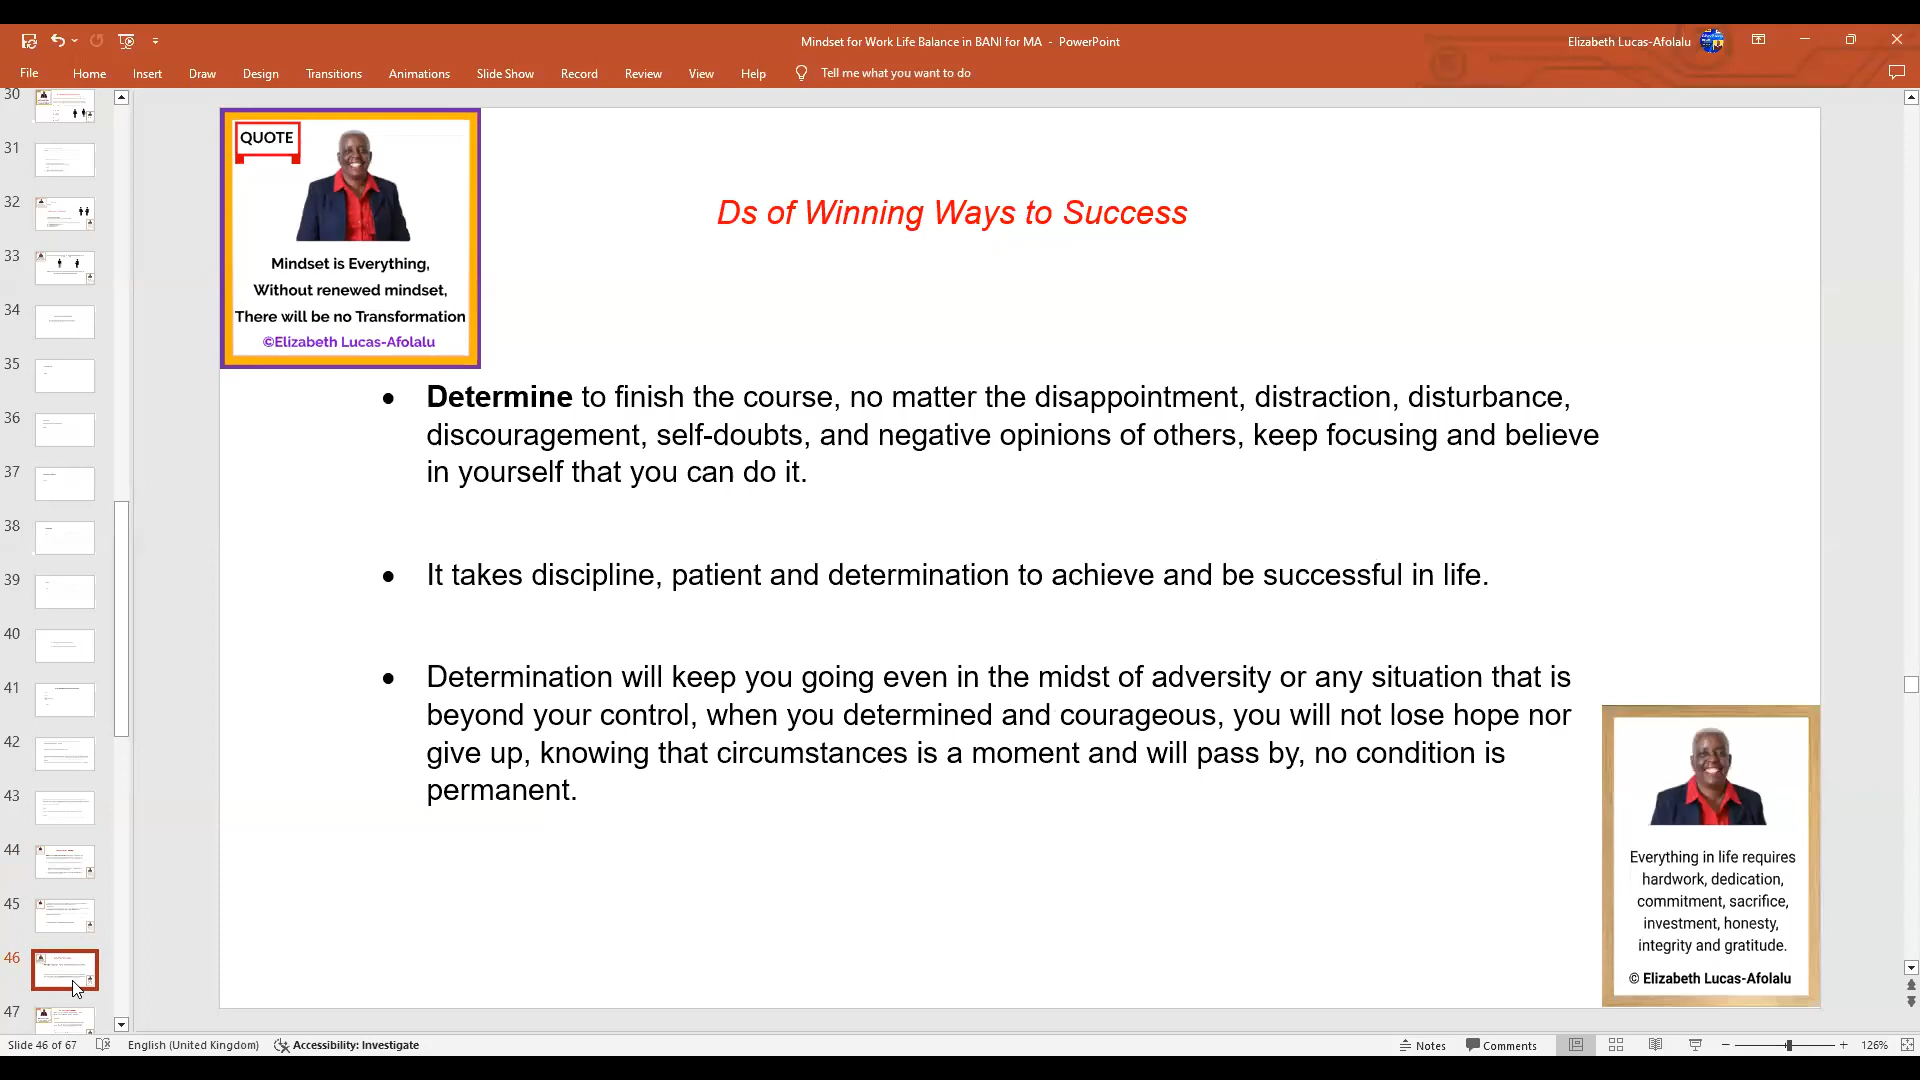 Mindset for Work Life Balance in BANI for MA - PowerPoint
Elizabeth Lucas-Afolalu
File Home Insert Draw Design Transitions Animations Slide Show Record Review View Help Tell me what you want to do
30
31
32
33
34
35
36
37
38
39
40
41
42
43
44
45
46
47
QUOTE
Mindset is Everything,
Without renewed mindset,
There will be no Transformation
©Elizabeth Lucas-Afolalu
Ds of Winning Ways to Success
• Determine to finish the course, no matter the disappointment, distraction, disturbance,
discouragement, self-doubts, and negative opinions of others, keep focusing and believe
in yourself that you can do it.
• It takes discipline, patient and determination to achieve and be successful in life.
• Determination will keep you going even in the midst of adversity or any situation that is
beyond your control, when you determined and courageous, you will not lose hope nor
give up, knowing that circumstances is a moment and will pass by, no condition is
permanent.
Everything in life requires
hardwork, dedication,
commitment, sacrifice,
investment, honesty,
integrity and gratitude.
© Elizabeth Lucas-Afolalu
Slide 46 of 67 English (United Kingdom) Accessibility: Investigate Notes Comments 126%